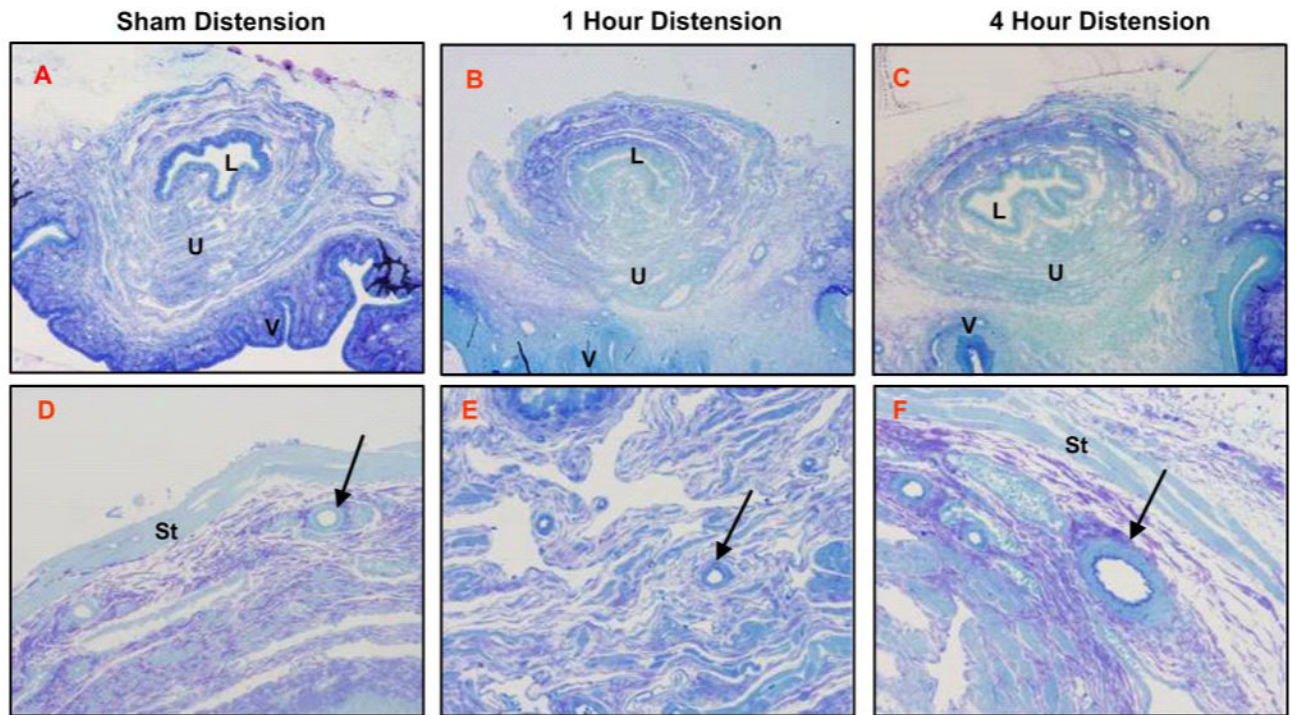 Sham Distension
1 Hour Distension
4 Hour Distension
A
L
U
V
B
L
U
V
C
L
U
V
D
St
E
F
St